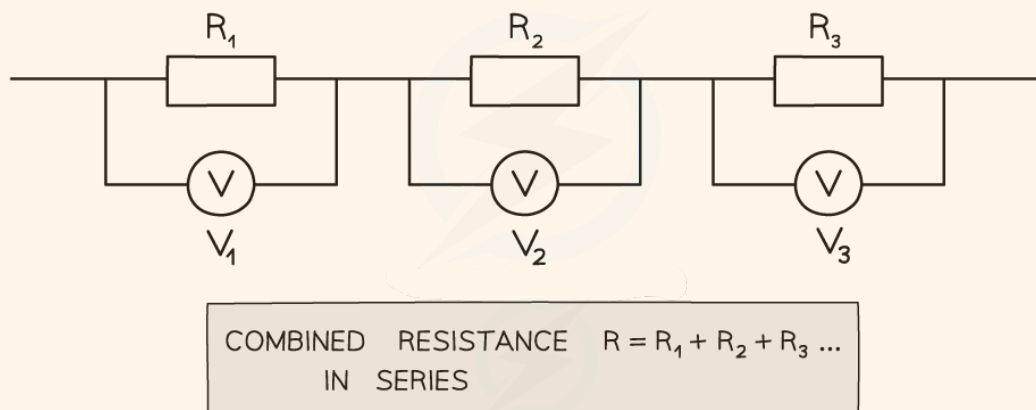 R₁ R₂ R₃
V V V
V₁ V₂ V₃
COMBINED RESISTANCE R = R₁ + R₂ + R₃ ...
IN SERIES